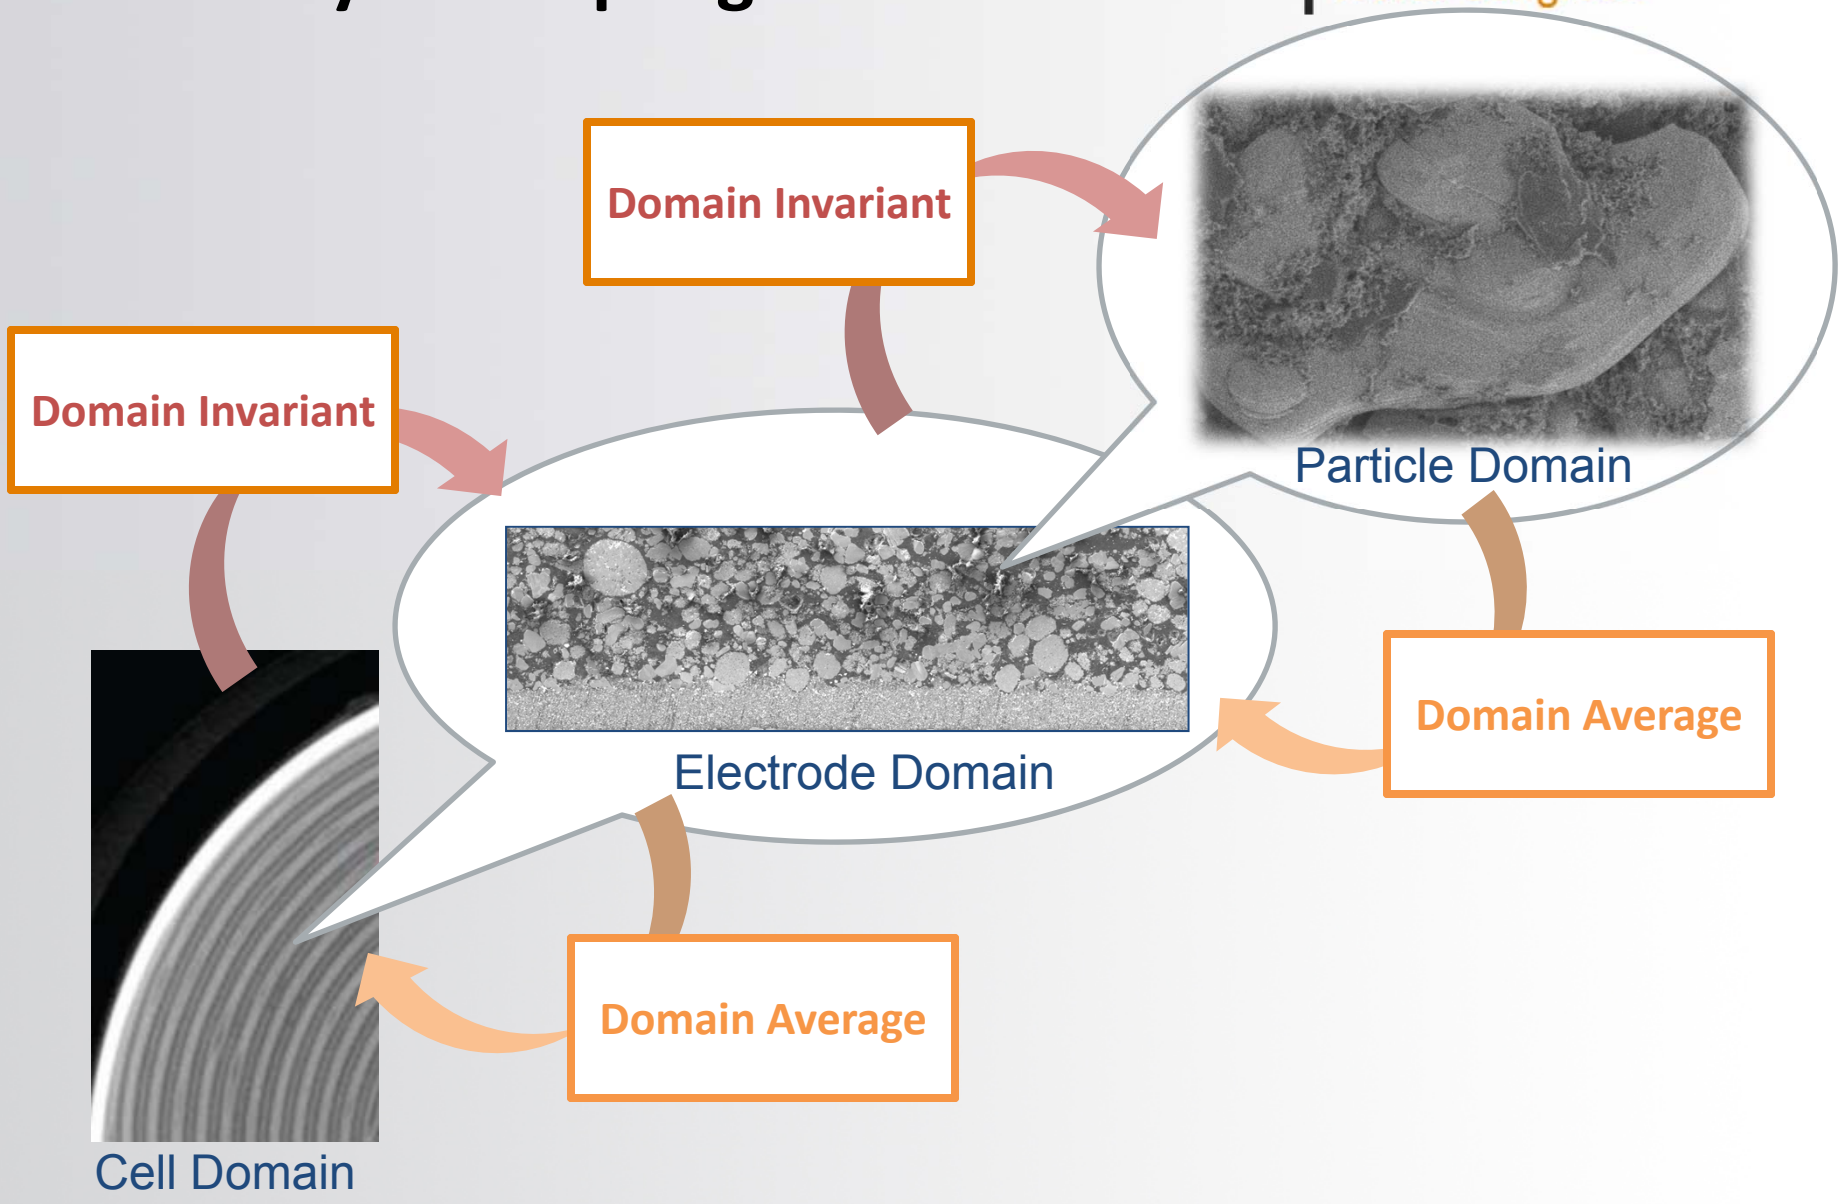 Domain Invariant
Domain Invariant
Particle Domain
Domain Average
Electrode Domain
Domain Average
Cell Domain